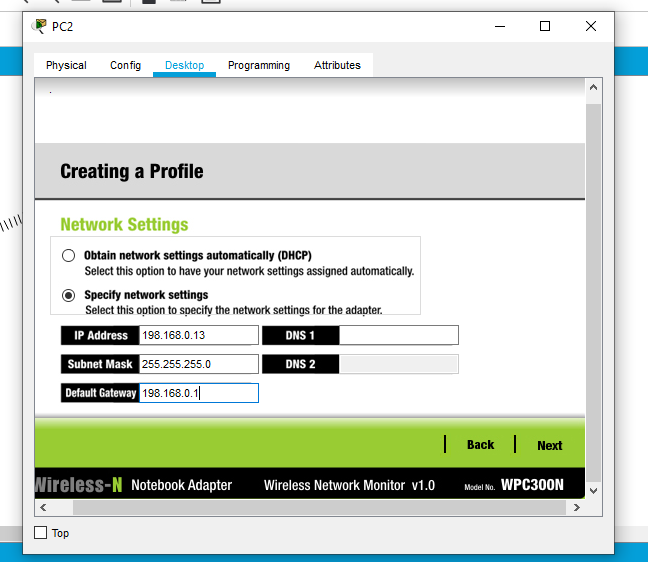 PC2
Physical Config Desktop Programming Attributes
Creating a Profile
Network Settings
Obtain network settings automatically (DHCP)
Select this option to have your network settings assigned automatically.
Specify network settings
Select this option to specify the network settings for the adapter.
IP Address 198.168.0.13 DNS 1
Subnet Mask 255.255.255.0 DNS 2
Default Gateway 198.168.0.1
Back Next
Wireless-N Notebook Adapter Wireless Network Monitor v1.0 Model No. WPC300N
Top